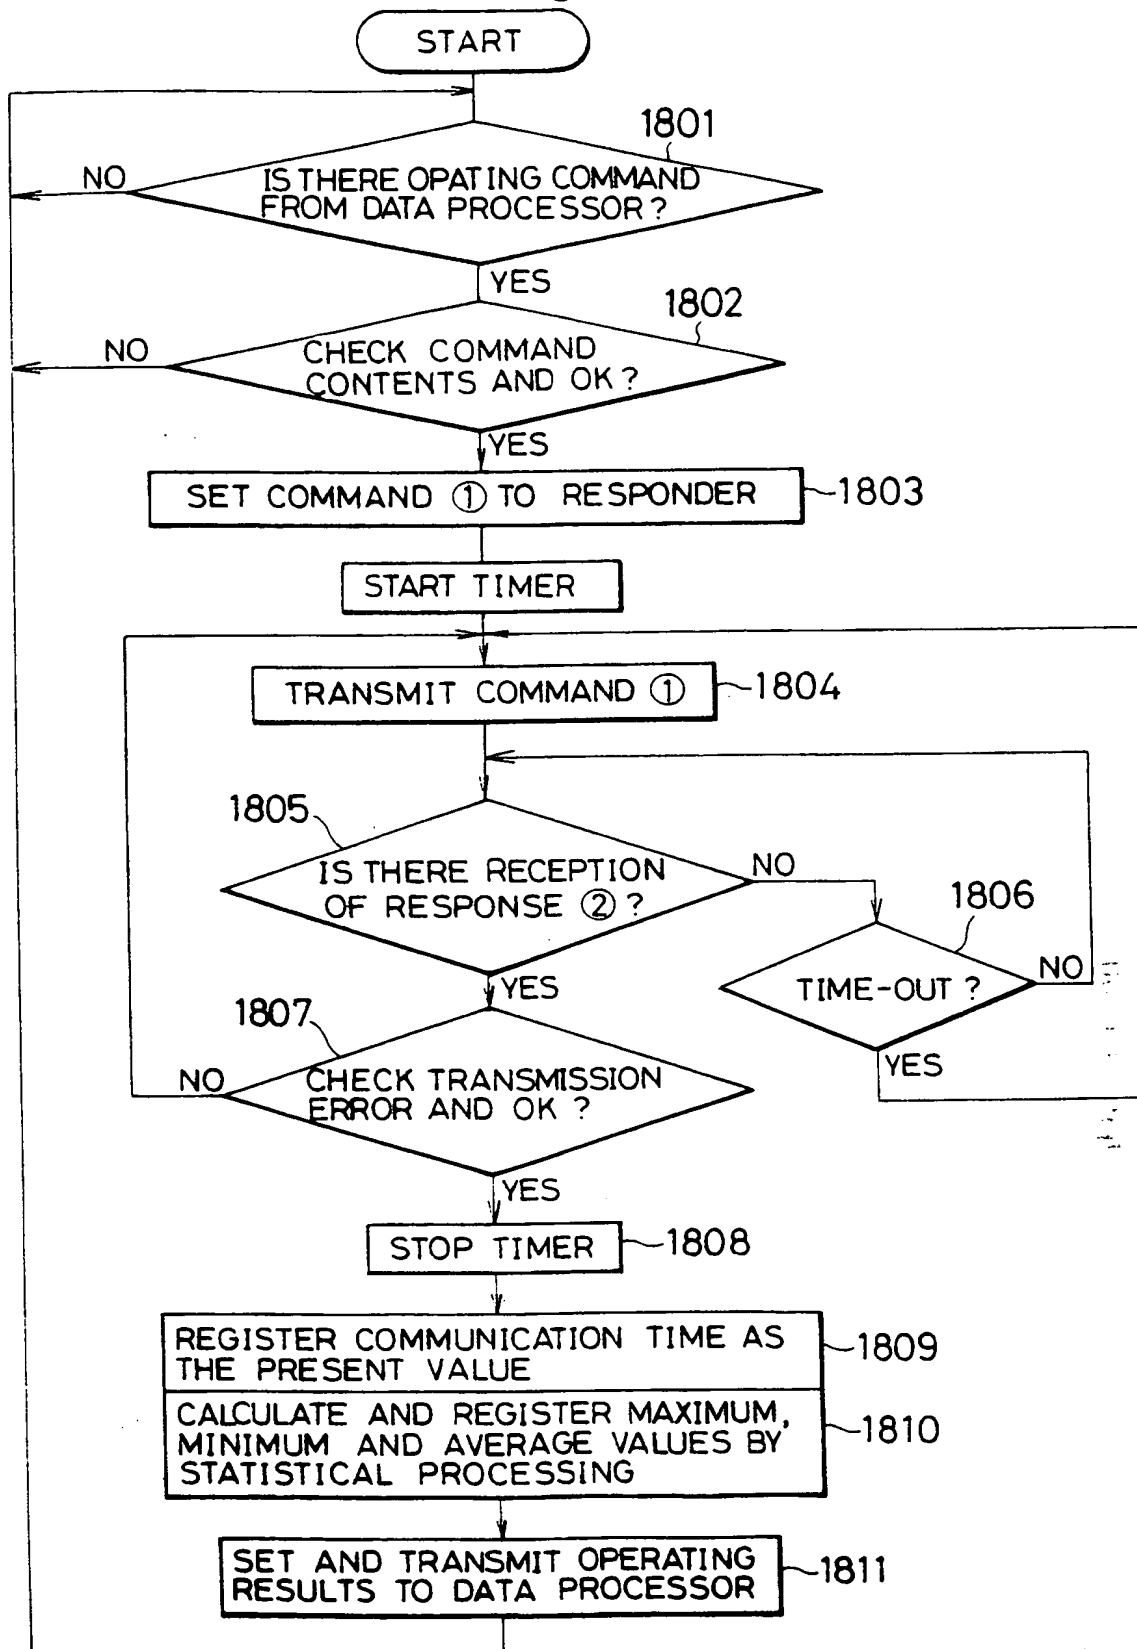 START
1801
NO
IS THERE OPATING COMMAND
FROM DATA PROCESSOR?
YES
1802
NO
CHECK COMMAND
CONTENTS AND OK?
YES
SET COMMAND ① TO RESPONDER
1803
START TIMER
TRANSMIT COMMAND ①
1804
1805
IS THERE RECEPTION
OF RESPONSE ②?
NO
1806
TIME-OUT?
NO
YES
YES
1807
NO
CHECK TRANSMISSION
ERROR AND OK?
YES
STOP TIMER
1808
REGISTER COMMUNICATION TIME AS
THE PRESENT VALUE
1809
CALCULATE AND REGISTER MAXIMUM,
MINIMUM AND AVERAGE VALUES BY
STATISTICAL PROCESSING
1810
SET AND TRANSMIT OPERATING
RESULTS TO DATA PROCESSOR
1811